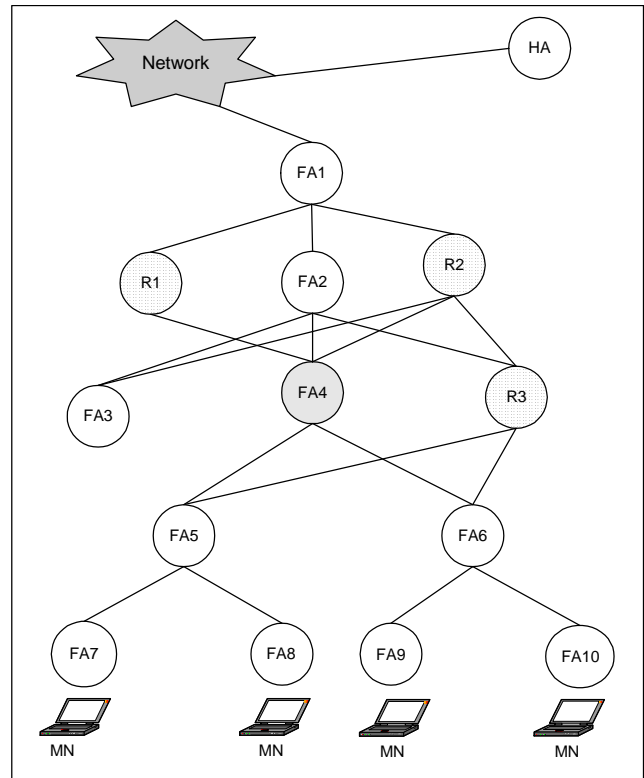 Network
HA
FA1
R1
FA2
R2
FA3
FA4
R3
FA5
FA6
FA7
FA8
FA9
FA10
MN
MN
MN
MN